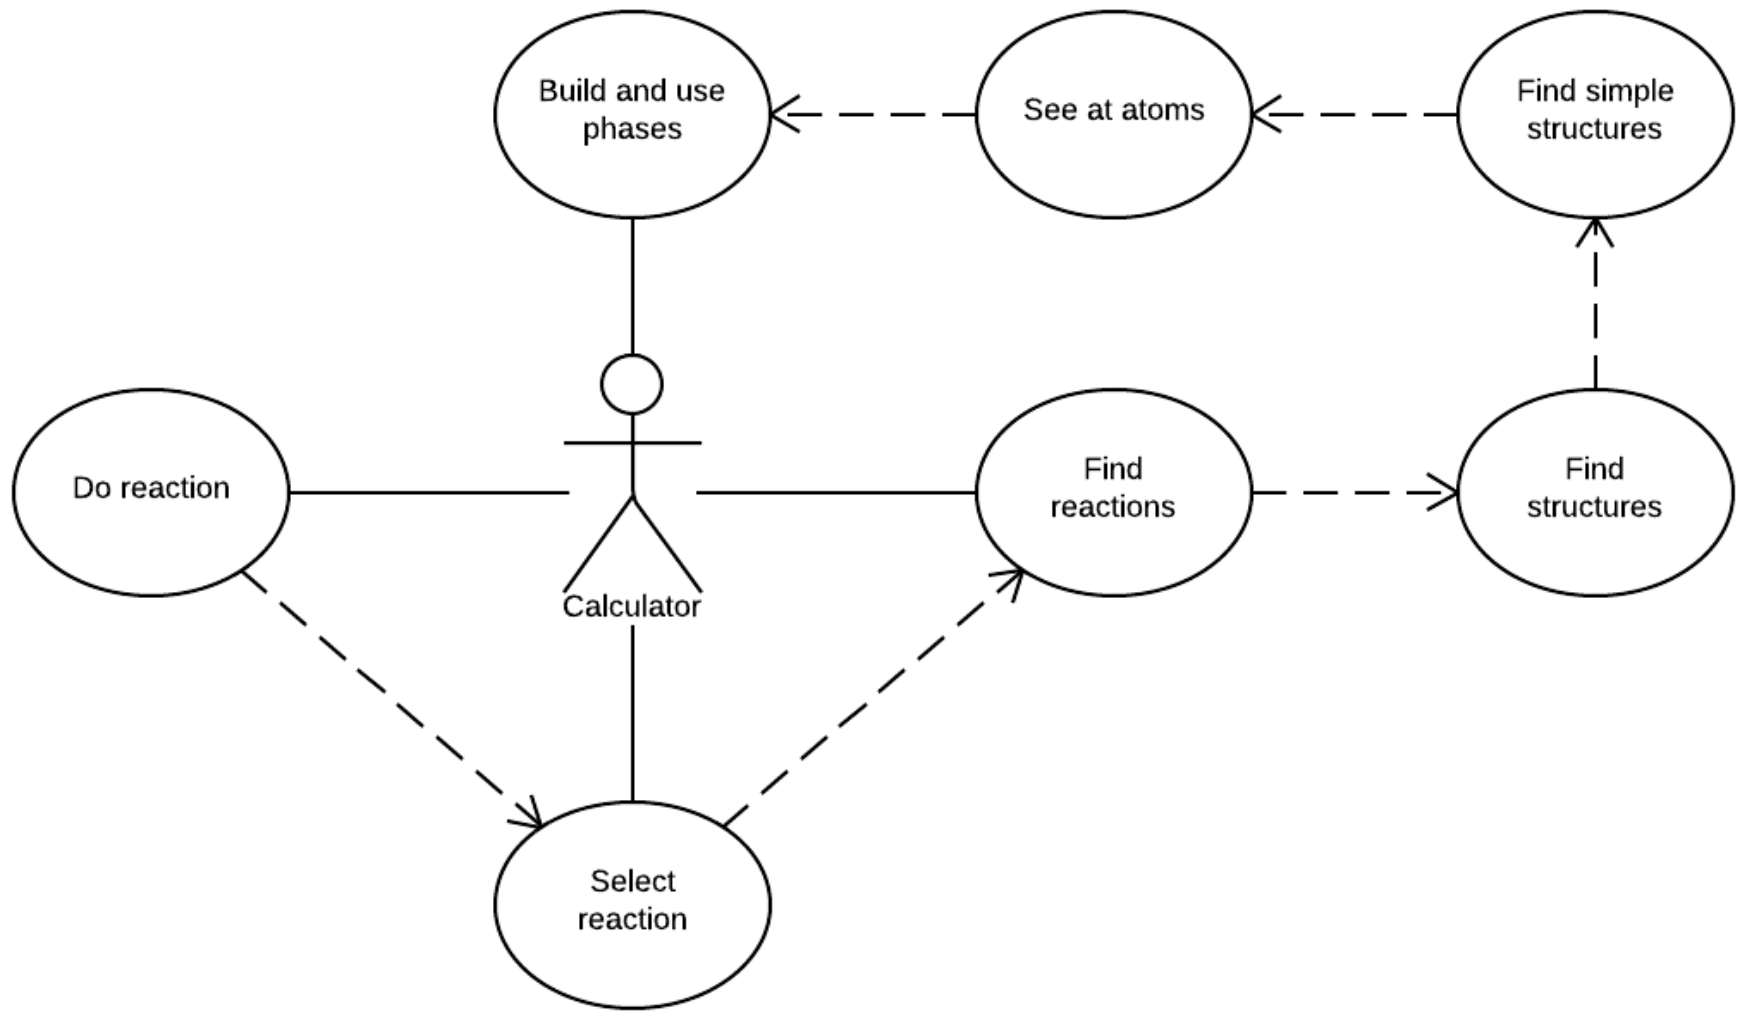 Build and use
phases
See at atoms
Find simple
structures
Do reaction
Calculator
Find
reactions
Find
structures
Select
reaction